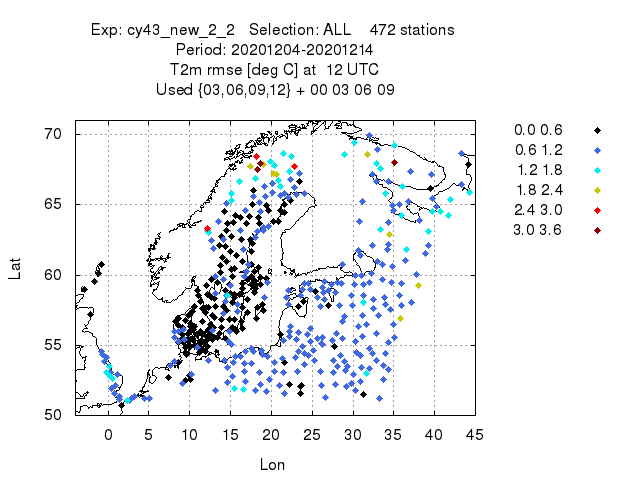 Exp: cy43_new_2_2 Selection: ALL 472 stations
Period: 20201204-20201214
T2m rmse [deg C] at 12 UTC
Used {03,06,09,12} + 00 03 06 09
70
65
60
55
50
Lat
0 5 10 15 20 25 30 35 40 45
Lon
0.0 0.6
0.6 1.2
1.2 1.8
1.8 2.4
2.4 3.0
3.0 3.6